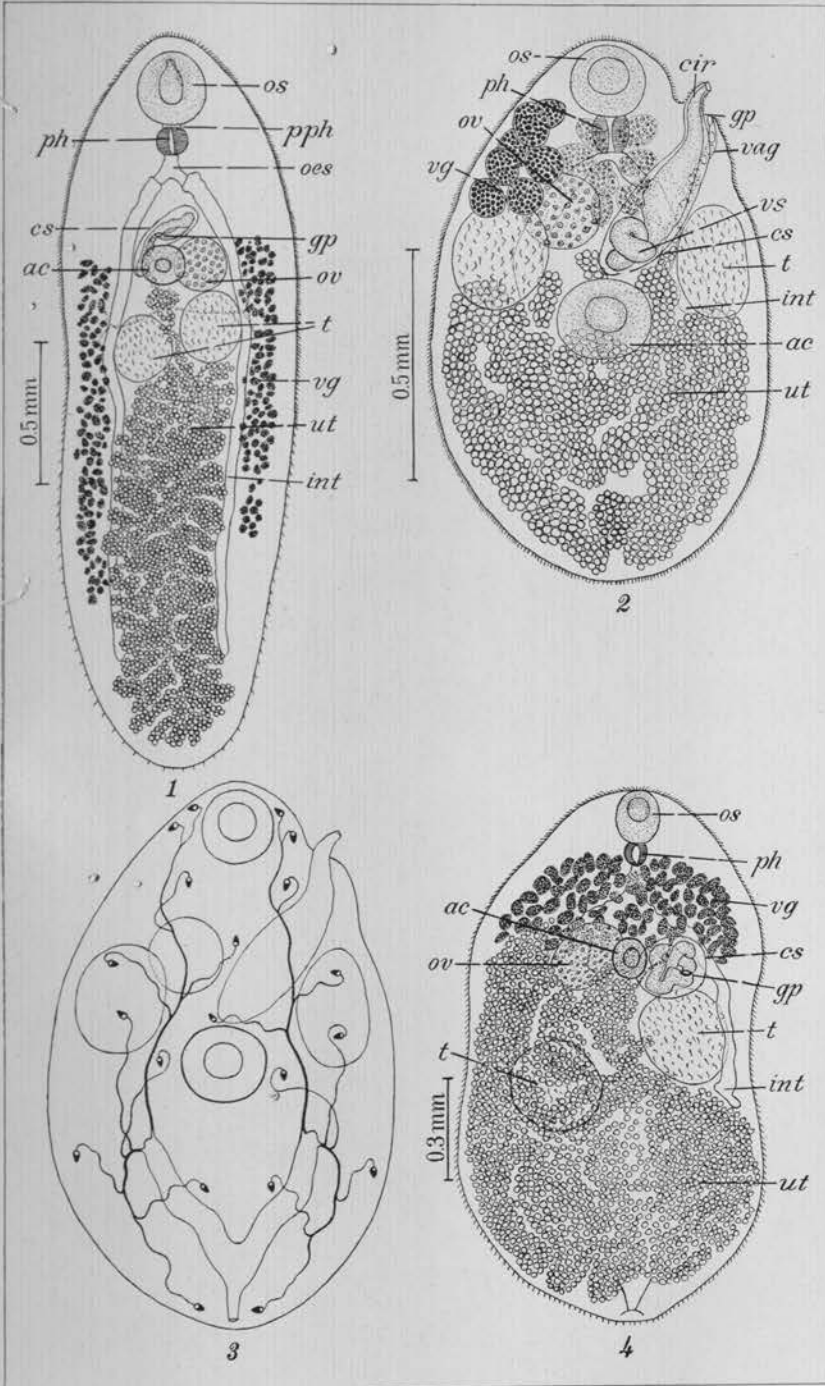 os
pph
ph
oes
cs
gp
ac
ov
t
vg
ut
int
0.5 mm
1
os
cir
ph
gp
ov
vag
vg
vs
cs
t
int
ac
ut
0.5 mm
2
3
os
ph
vg
ac
cs
ov
gp
t
t
int
0.3 mm
ut
4